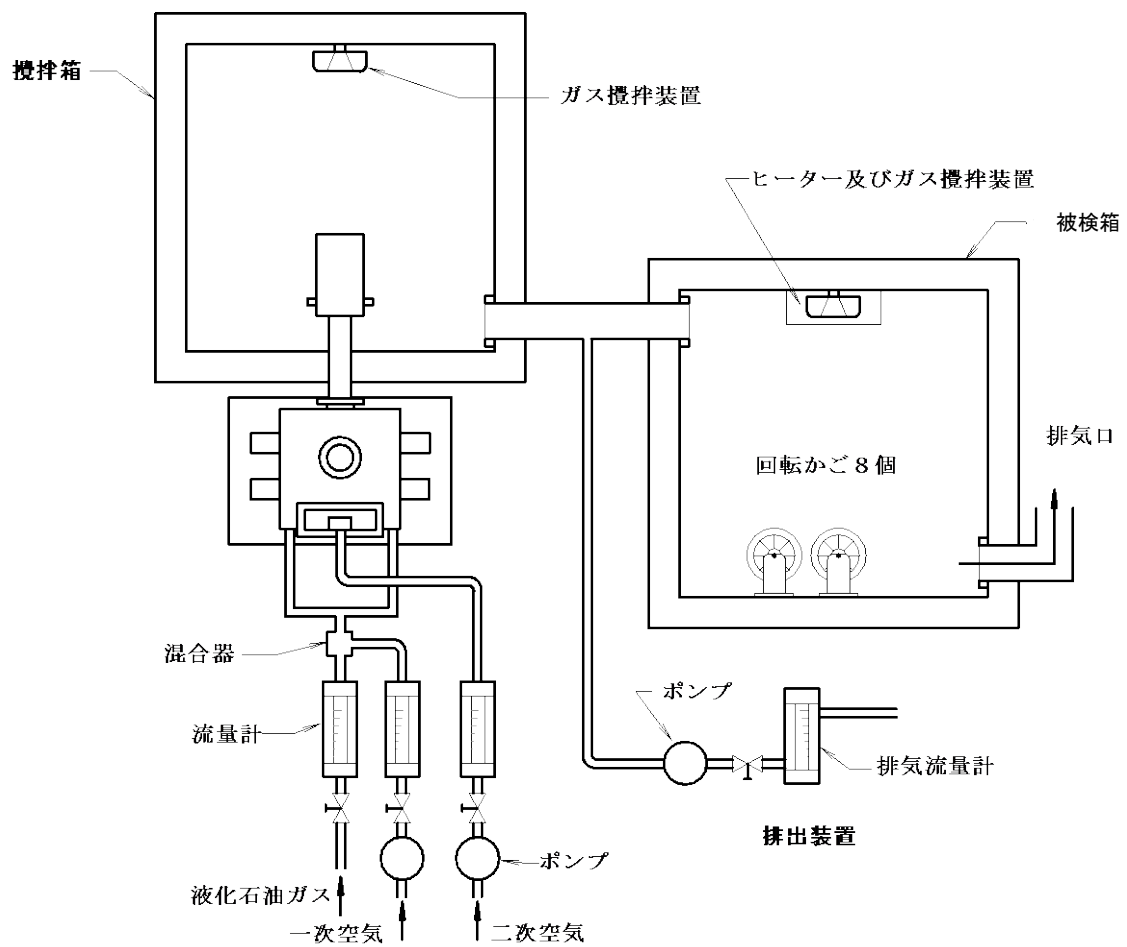 攪拌箱
ガス攪拌装置
ヒーター及びガス攪拌装置
被検箱
排気口
回転かご8個
混合器
流量計
ポンプ
排気流量計
排出装置
ポンプ
液化石油ガス
一次空気
二次空気